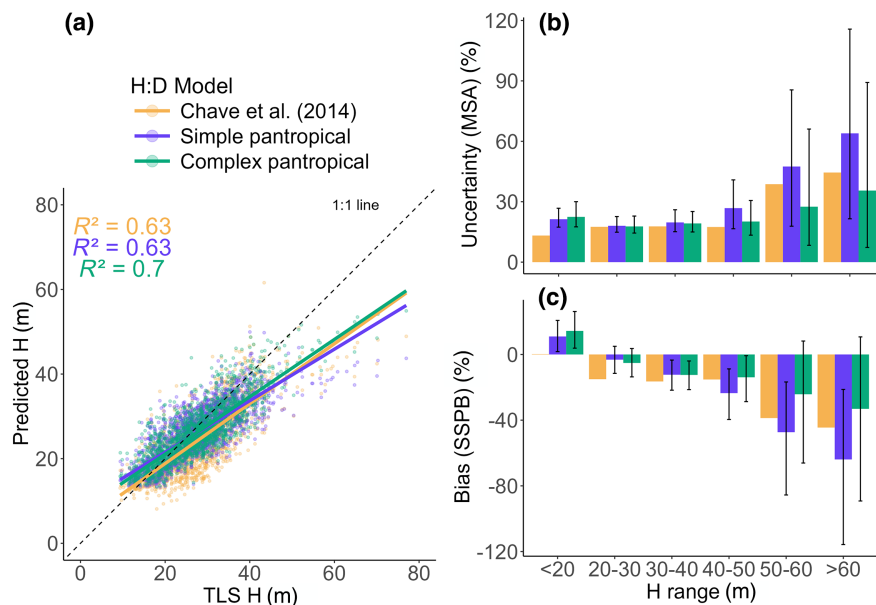 (a)
H:D Model
Chave et al. (2014)
Simple pantropical
Complex pantropical
1:1 line
R² = 0.63
R² = 0.63
R² = 0.7
Predicted H (m)
80
60
40
20
0
0 20 40 60 80
TLS H (m)
(b)
Uncertainty (MSA) (%)
120
90
60
30
0
(c)
Bias (SSPB) (%)
0
-40
-80
-120
<20 20-30 30-40 40-50 50-60 >60
H range (m)